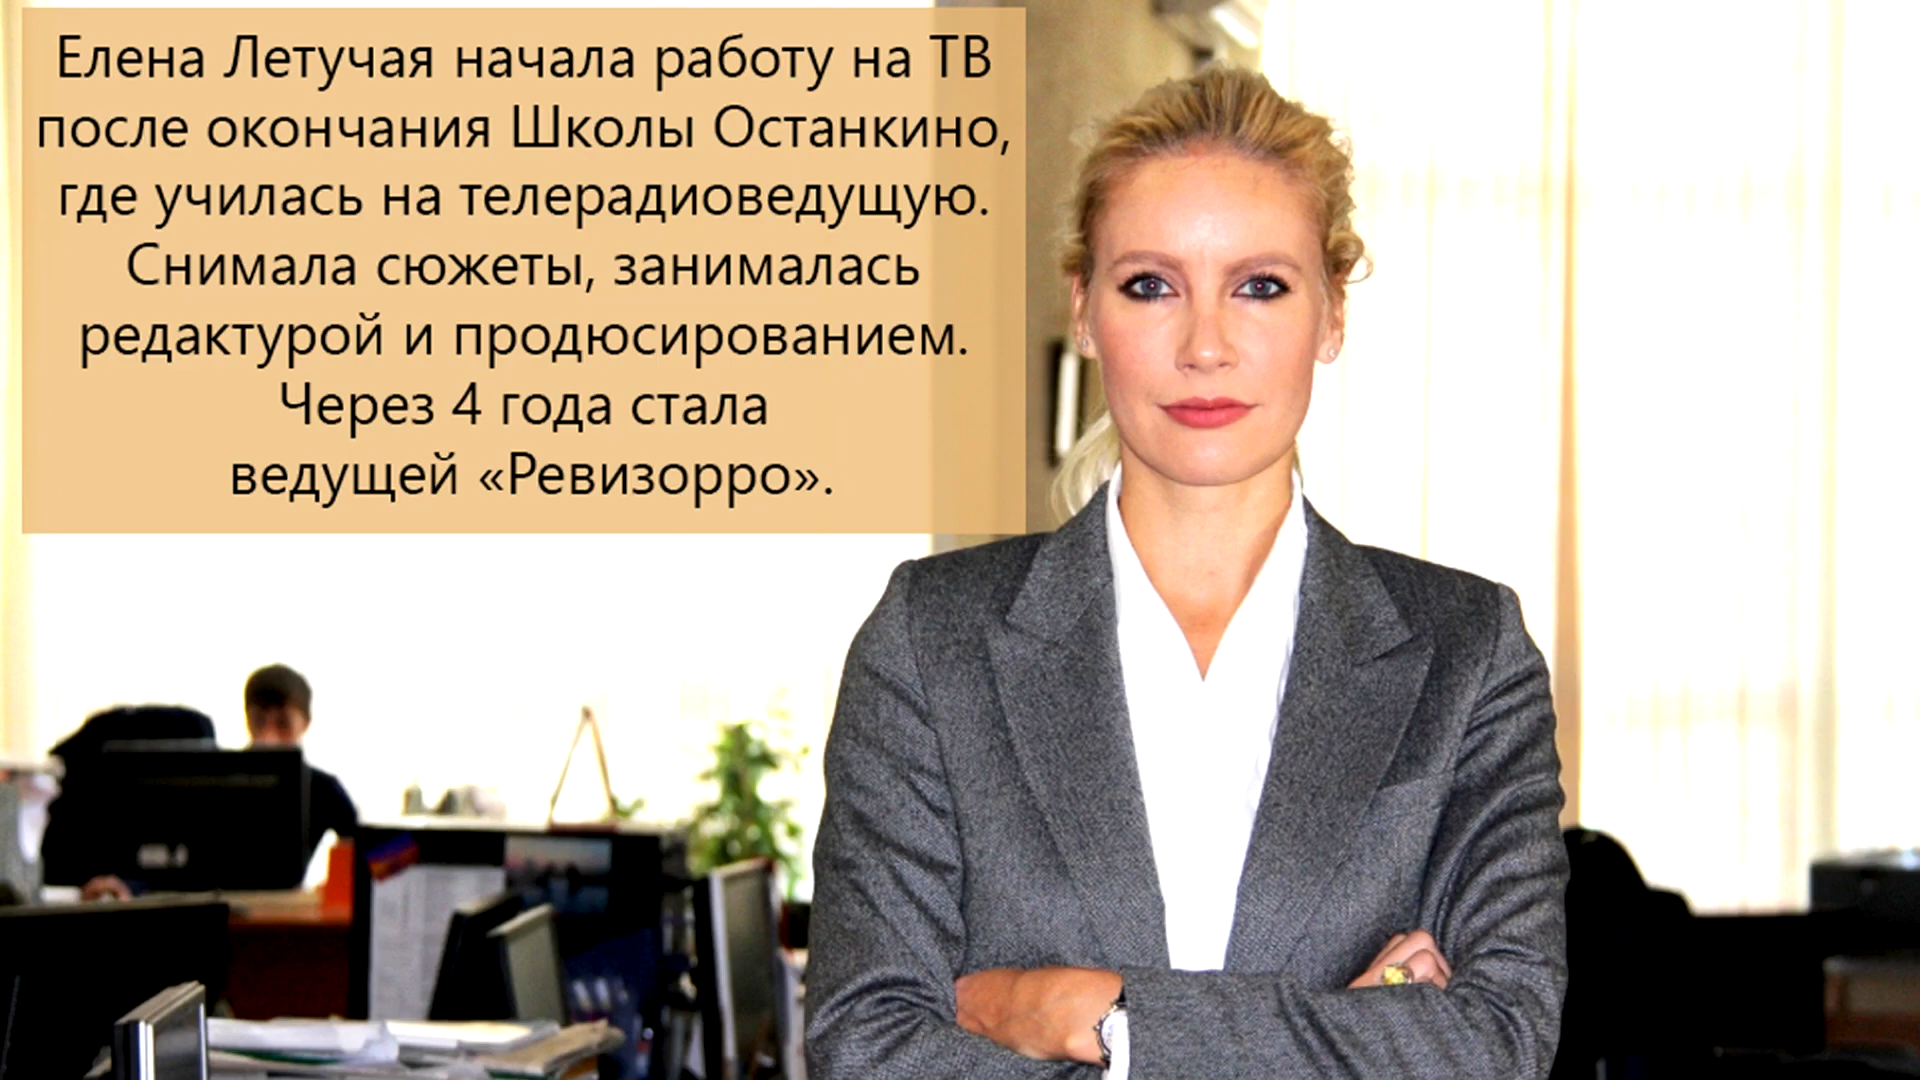 Елена Летучая начала работу на ТВ
после окончания Школы Останкино,
где училась на телерадиоведущую.
Снимала сюжеты, занималась
редактурой и продюсированием.
Через 4 года стала
ведущей «Ревизорро».